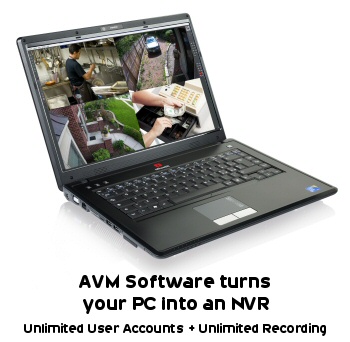 AVM Software turns
your PC into an NVR
Unlimited User Accounts + Unlimited Recording